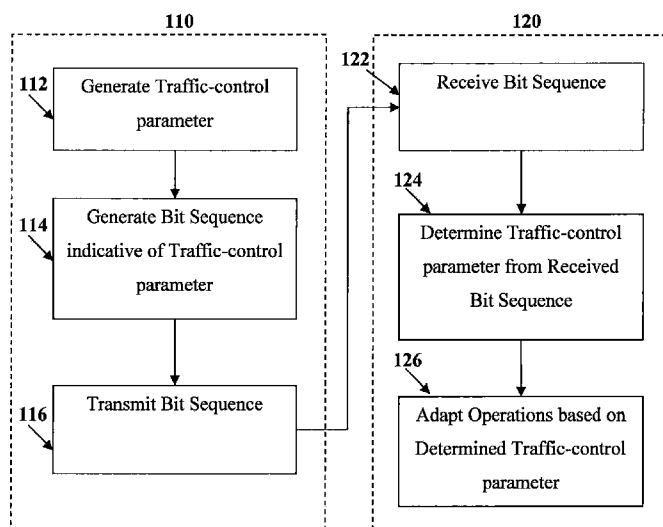 110
112
Generate Traffic-control
parameter
114
Generate Bit Sequence
indicative of Traffic-control
parameter
116
Transmit Bit Sequence
120
122
Receive Bit Sequence
124
Determine Traffic-control
parameter from Received
Bit Sequence
126
Adapt Operations based on
Determined Traffic-control
parameter